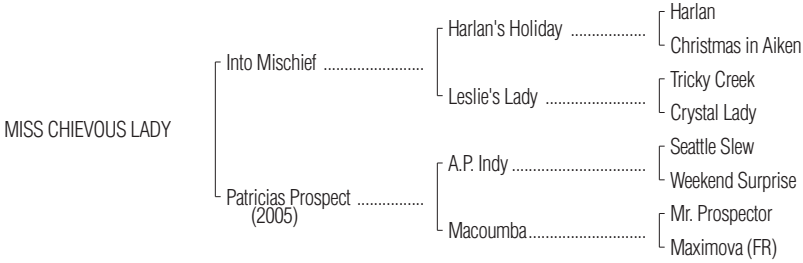 Harlan
Harlan's Holiday ..................
Christmas in Aiken
Into Mischief ........................
Tricky Creek
Leslie's Lady ........................
Crystal Lady
MISS CHIEVOUS LADY
Seattle Slew
A.P. Indy ................................
Weekend Surprise
Patricias Prospect ................
(2005)
Mr. Prospector
Macoumba............................
Maximova (FR)